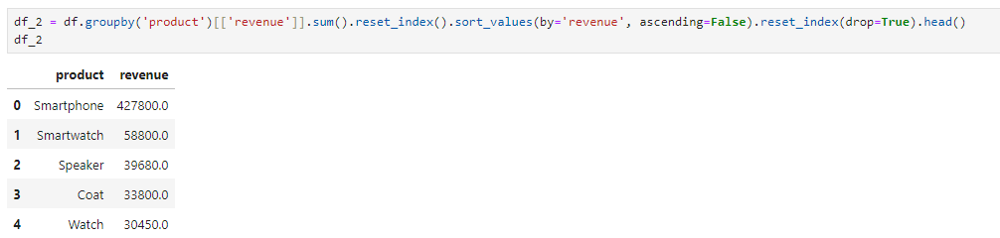 df_2 = df.groupby('product')[['revenue']].sum().reset_index().sort_values(by='revenue', ascending=False).reset_index(drop=True).head()
df_2
product revenue
0 Smartphone 427800.0
1 Smartwatch 58800.0
2 Speaker 39680.0
3 Coat 33800.0
4 Watch 30450.0